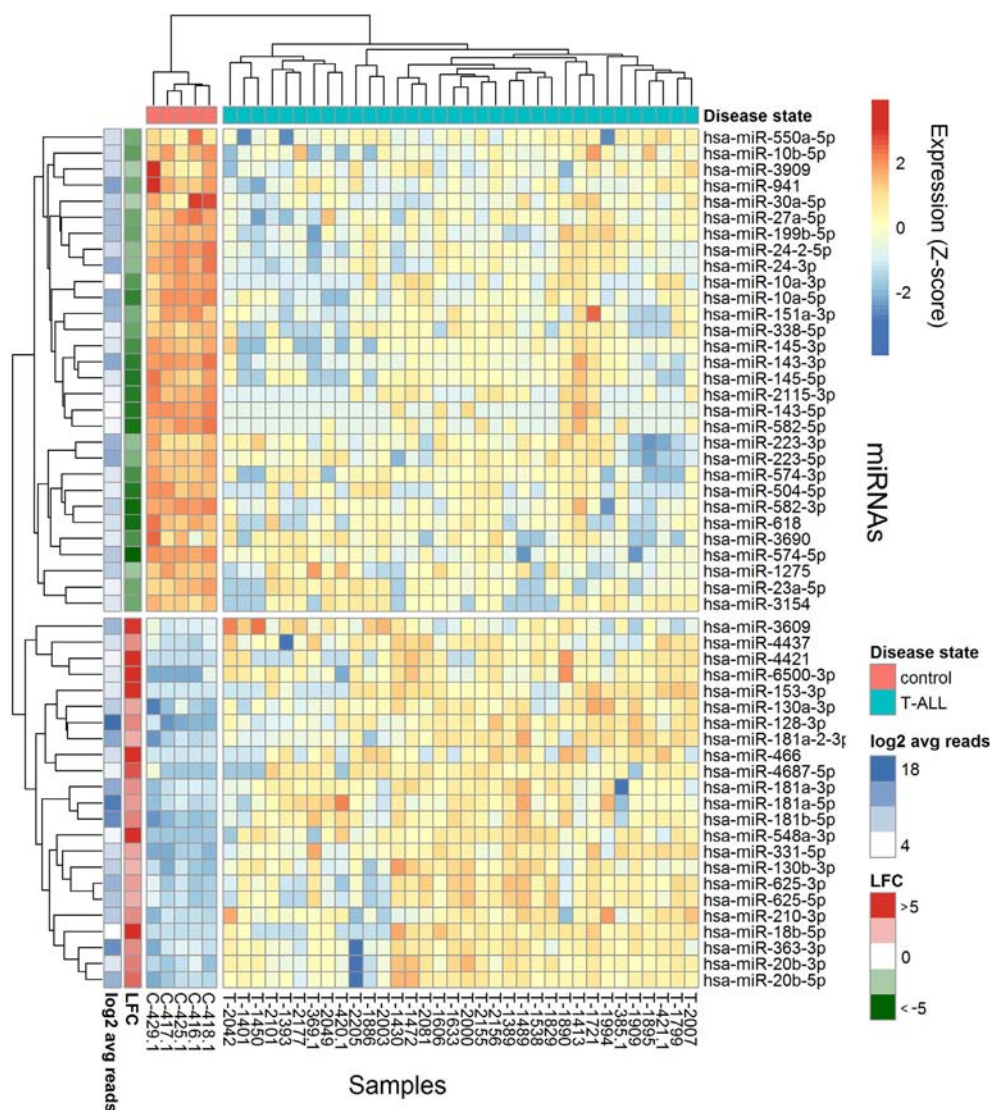 Disease state
hsa-miR-550a-5p
hsa-miR-10b-5p
hsa-miR-3909
hsa-miR-941
hsa-miR-30a-5p
hsa-miR-27a-5p
hsa-miR-199b-5p
hsa-miR-24-2-5p
hsa-miR-24-3p
hsa-miR-10a-3p
hsa-miR-10a-5p
hsa-miR-151a-3p
hsa-miR-338-5p
hsa-miR-145-3p
hsa-miR-143-3p
hsa-miR-145-5p
hsa-miR-2115-3p
hsa-miR-143-5p
hsa-miR-582-5p
hsa-miR-223-3p
hsa-miR-223-5p
hsa-miR-574-3p
hsa-miR-504-5p
hsa-miR-582-3p
hsa-miR-618
hsa-miR-3690
hsa-miR-574-5p
hsa-miR-1275
hsa-miR-23a-5p
hsa-miR-3154
hsa-miR-3609
hsa-miR-4437
hsa-miR-4421
hsa-miR-6500-3p
hsa-miR-153-3p
hsa-miR-130a-3p
hsa-miR-128-3p
hsa-miR-181a-2-3p
hsa-miR-466
hsa-miR-4687-5p
hsa-miR-181a-3p
hsa-miR-181a-5p
hsa-miR-181b-5p
hsa-miR-548a-3p
hsa-miR-331-5p
hsa-miR-130b-3p
hsa-miR-625-3p
hsa-miR-625-5p
hsa-miR-210-3p
hsa-miR-18b-5p
hsa-miR-363-3p
hsa-miR-20b-3p
hsa-miR-20b-5p
log2 avg reads
LFC
C-429.1
C-417.1
C-423.1
C-416.1
C-418.1
T-2042
T-1401
T-1450
T-2101
T-1393
T-2177
T-369.1
T-2049
T-420.1
T-2205
T-1886
T-2003
T-1430
T-1472
T-2081
T-1606
T-1633
T-2000
T-2155
T-2156
T-1389
T-1489
T-1538
T-1829
T-1890
T-1413
T-1721
T-1994
T-385.1
T-1909
T-1895
T-421.1
T-1799
T-2007
Samples
2
0
-2
Expression (Z-score)
miRNAs
Disease state
control
T-ALL
log2 avg reads
18
4
LFC
>5
0
<-5